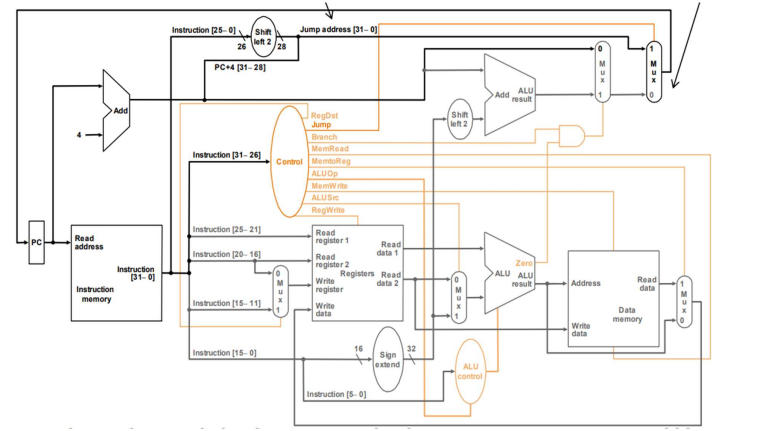 Instruction [25– 0]
26
Shift
left 2
28
Jump address [31– 0]
PC+4 [31– 28]
Add
4
0
M
u
x
1
1
M
u
x
0
Add
ALU
result
Shift
left 2
RegDst
Jump
Branch
MemRead
MemtoReg
ALUOp
MemWrite
ALUSrc
RegWrite
Control
Instruction [31– 26]
PC
Read
address
Instruction
[31– 0]
Instruction
memory
Instruction [25– 21]
Instruction [20– 16]
Instruction [15– 11]
0
M
u
x
1
Read
register 1
Read
register 2
Write
register
Write
data
Registers
Read
data 1
Read
data 2
0
M
u
x
1
Zero
ALU
ALU
result
Address
Write
data
Read
data
Data
memory
1
M
u
x
0
Instruction [15– 0]
16
Sign
extend
32
ALU
control
Instruction [5– 0]